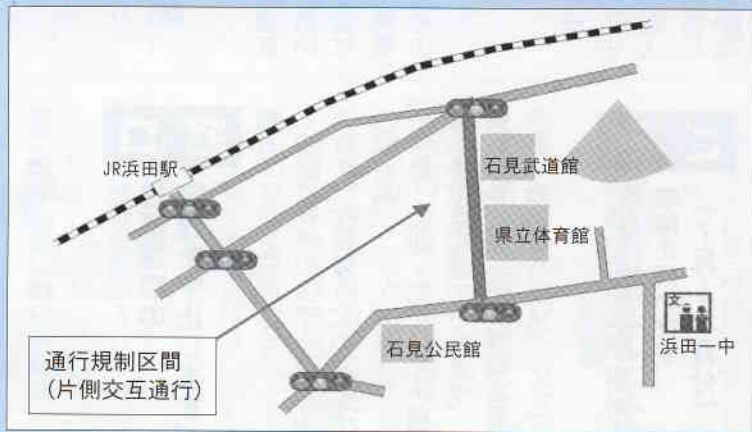 JR浜田駅
石見武道館
県立体育館
石見公民館
文
浜田一中
通行規制区間
(片側交互通行)